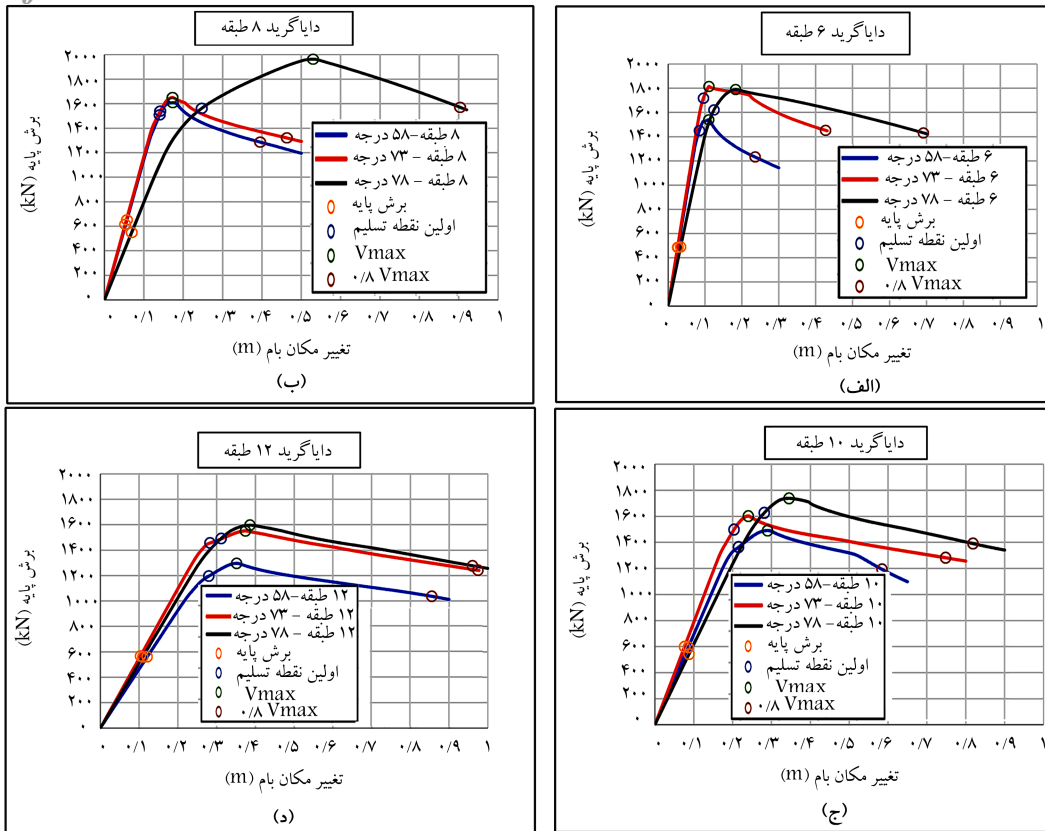 دایاگرید ۶ طبقه
برش پایه (kN)
۲۰۰۰
۱۸۰۰
۱۶۰۰
۱۴۰۰
۱۲۰۰
۱۰۰۰
۸۰۰
۶۰۰
۴۰۰
۲۰۰
۰
۶ طبقه-۵۸ درجه
۶ طبقه - ۷۳ درجه
۶ طبقه - ۷۸ درجه
برش پایه
اولین نقطه تسلیم
Vmax
۰/۸ Vmax
۰ ۰/۱ ۰/۲ ۰/۳ ۰/۴ ۰/۵ ۰/۶ ۰/۷ ۰/۸ ۰/۹ ۱
تغییر مکان بام (m)
(الف)
دایاگرید ۸ طبقه
برش پایه (kN)
۲۰۰۰
۱۸۰۰
۱۶۰۰
۱۴۰۰
۱۲۰۰
۱۰۰۰
۸۰۰
۶۰۰
۴۰۰
۲۰۰
۰
۸ طبقه-۵۸ درجه
۸ طبقه - ۷۳ درجه
۸ طبقه - ۷۸ درجه
برش پایه
اولین نقطه تسلیم
Vmax
۰/۸ Vmax
۰ ۰/۱ ۰/۲ ۰/۳ ۰/۴ ۰/۵ ۰/۶ ۰/۷ ۰/۸ ۰/۹ ۱
تغییر مکان بام (m)
(ب)
دایاگرید ۱۰ طبقه
برش پایه (kN)
۲۰۰۰
۱۸۰۰
۱۶۰۰
۱۴۰۰
۱۲۰۰
۱۰۰۰
۸۰۰
۶۰۰
۴۰۰
۲۰۰
۰
۱۰ طبقه-۵۸ درجه
۱۰ طبقه - ۷۳ درجه
۱۰ طبقه - ۷۸ درجه
برش پایه
اولین نقطه تسلیم
Vmax
۰/۸ Vmax
۰ ۰/۱ ۰/۲ ۰/۳ ۰/۴ ۰/۵ ۰/۶ ۰/۷ ۰/۸ ۰/۹ ۱
تغییر مکان بام (m)
(ج)
دایاگرید ۱۲ طبقه
برش پایه (kN)
۲۰۰۰
۱۸۰۰
۱۶۰۰
۱۴۰۰
۱۲۰۰
۱۰۰۰
۸۰۰
۶۰۰
۴۰۰
۲۰۰
۰
۱۲ طبقه-۵۸ درجه
۱۲ طبقه - ۷۳ درجه
۱۲ طبقه - ۷۸ درجه
برش پایه
اولین نقطه تسلیم
Vmax
۰/۸ Vmax
۰ ۰/۱ ۰/۲ ۰/۳ ۰/۴ ۰/۵ ۰/۶ ۰/۷ ۰/۸ ۰/۹ ۱
تغییر مکان بام (m)
(د)